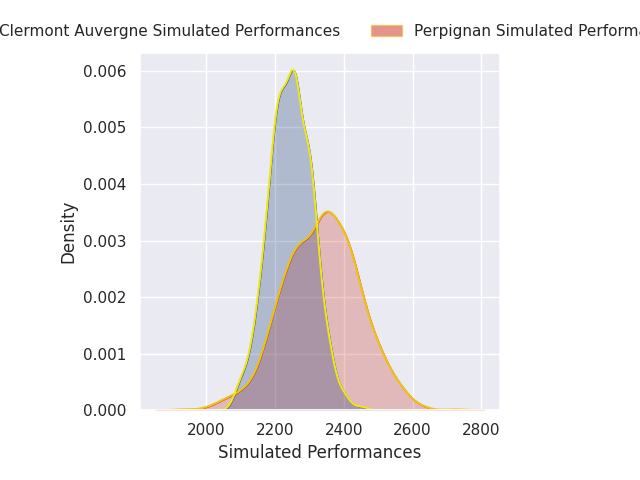 Clermont Auvergne Simulated Performances
Perpignan Simulated
0.006
0.005
0.004
0.003
0.002
0.001
0.000
Density
2000 2200 2400 2600 2800
Simulated Performances